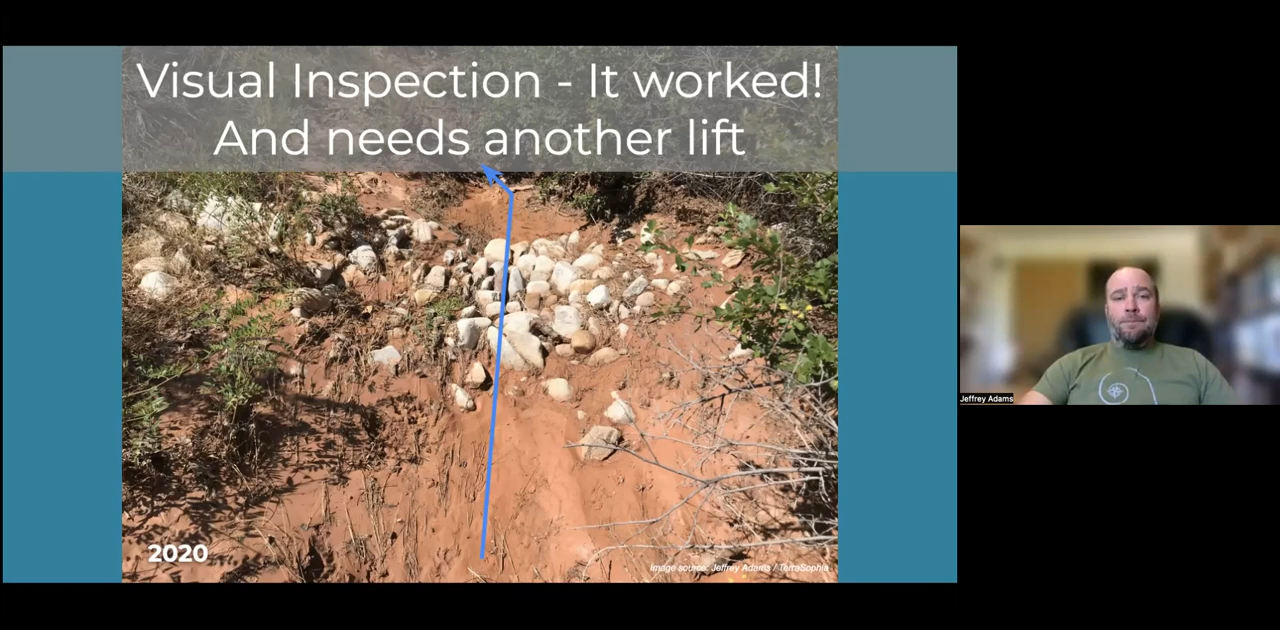 Visual Inspection - It worked!
And needs another lift
2020
Image source: Jeffrey Adams / TerraSophia
Jeffrey Adams